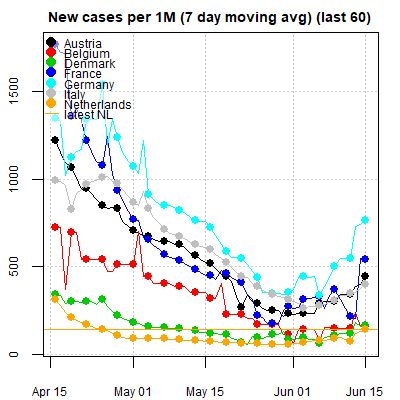 New cases per 1M (7 day moving avg) (last 60)
Austria
Belgium
Denmark
France
Germany
Italy
Netherlands
latest NL
1500
1000
500
0
Apr 15 May 01 May 15 Jun 01 Jun 15